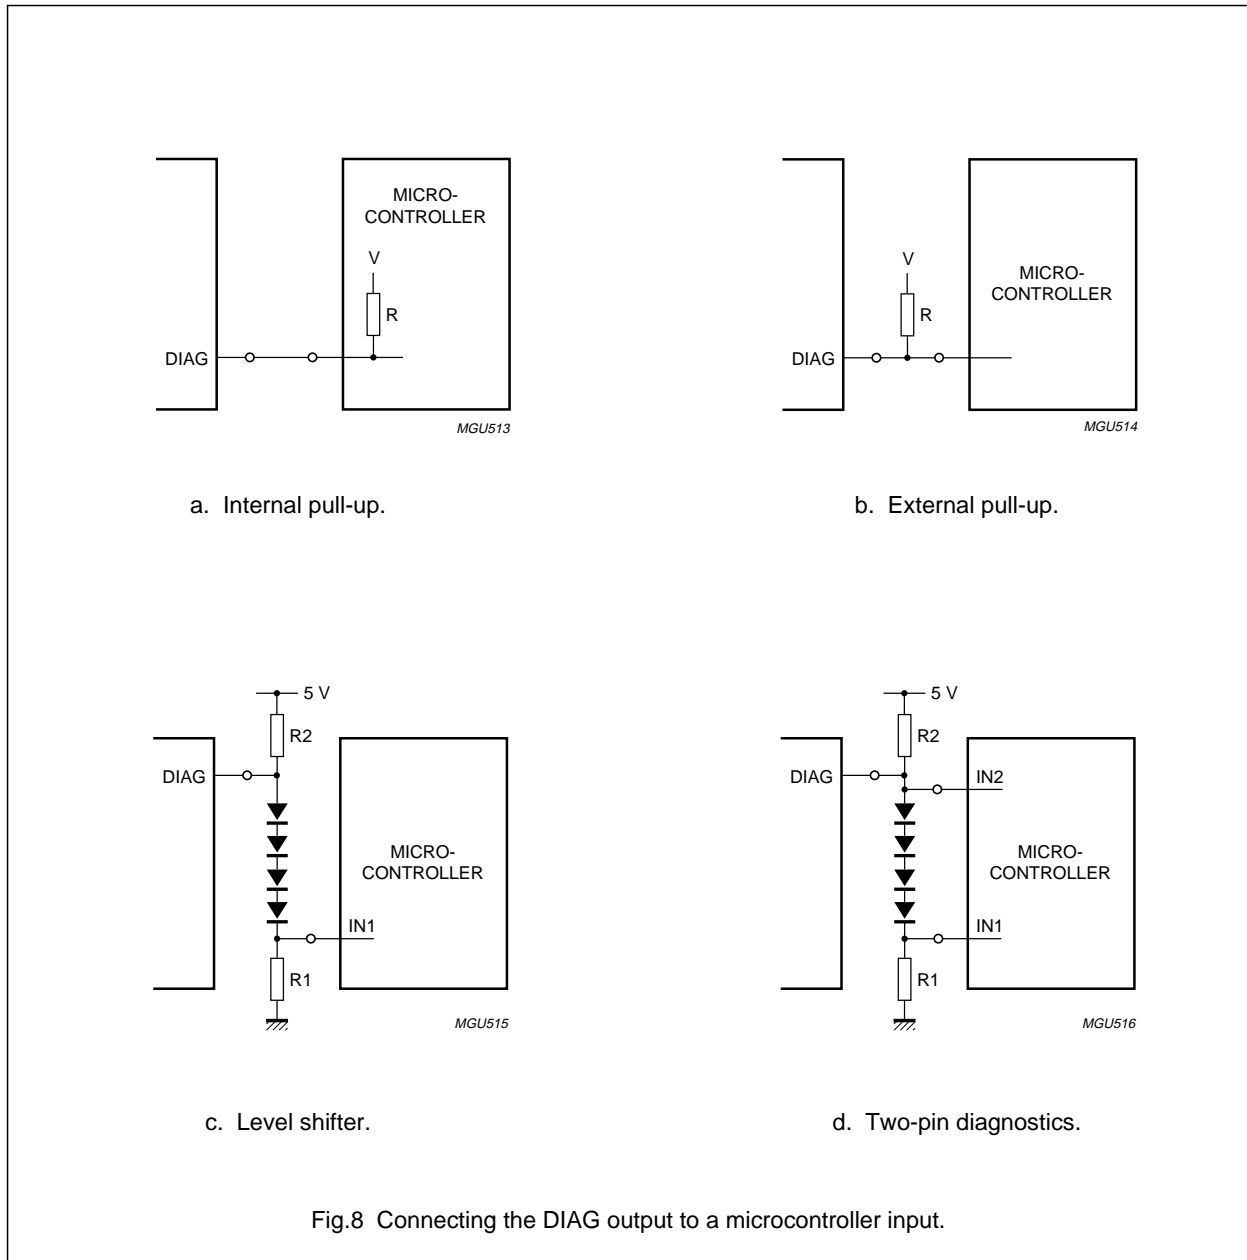 MICRO-
CONTROLLER
V
R
DIAG
MGU513
a. Internal pull-up.
V
R
MICRO-
CONTROLLER
DIAG
MGU514
b. External pull-up.
5 V
R2
DIAG
MICRO-
CONTROLLER
IN1
R1
MGU515
c. Level shifter.
5 V
R2
DIAG
IN2
MICRO-
CONTROLLER
IN1
R1
MGU516
d. Two-pin diagnostics.
Fig.8 Connecting the DIAG output to a microcontroller input.